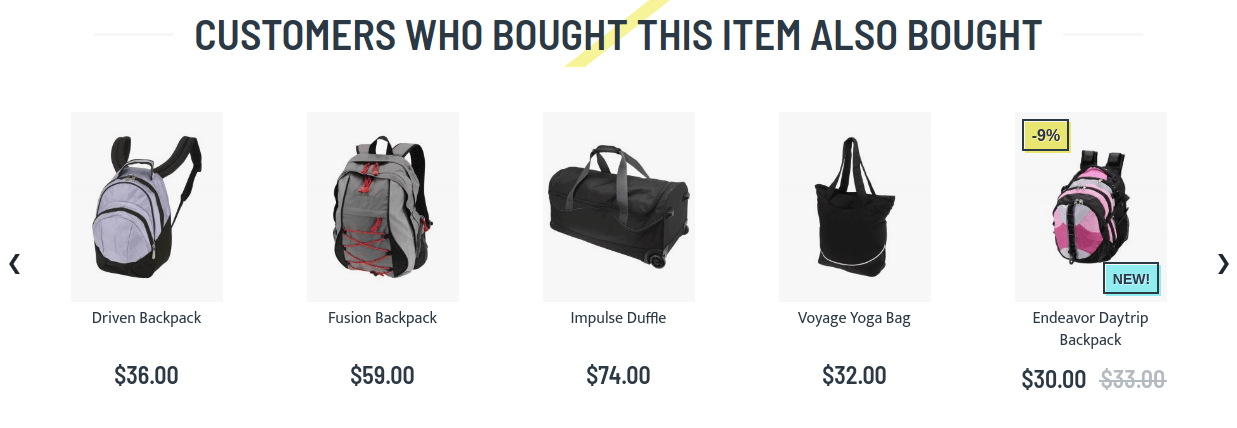 CUSTOMERS WHO BOUGHT THIS ITEM ALSO BOUGHT
-9%
NEW!
Driven Backpack
$36.00
Fusion Backpack
$59.00
Impulse Duffle
$74.00
Voyage Yoga Bag
$32.00
Endeavor Daytrip
Backpack
$30.00 $33.00